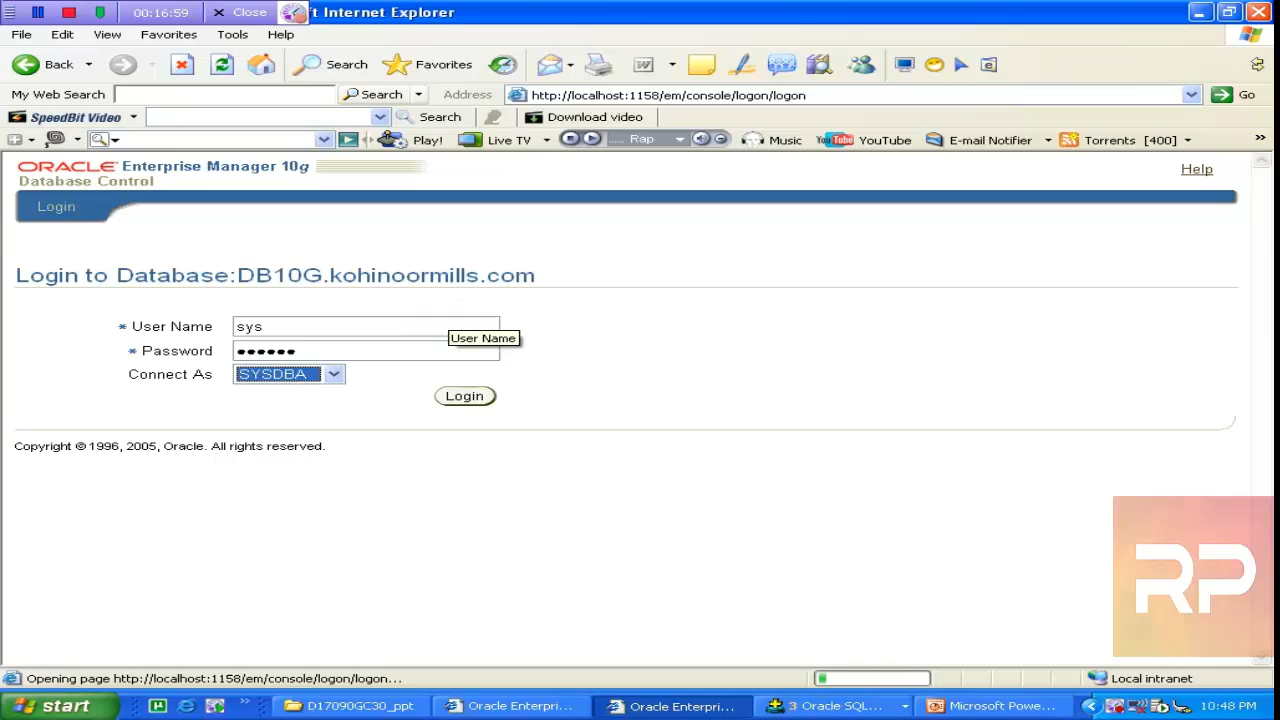 00:16:59 Close ft Internet Explorer
File Edit View Favorites Tools Help
Back Search Favorites
My Web Search Search Address http://localhost:1158/em/console/logon/logon Go
SpeedBit Video Search Download video
Play! Live TV ..... Rap Music YouTube E-mail Notifier Torrents [400] »
ORACLE Enterprise Manager 10g
Database Control
Help
Login
Login to Database:DB10G.kohinoormills.com
* User Name sys
User Name
* Password ••••••
Connect As SYSDBA
Login
Copyright © 1996, 2005, Oracle. All rights reserved.
RP
Opening page http://localhost:1158/em/console/logon/logon... Local intranet
start D17090GC30_ppt Oracle Enterpri... Oracle Enterpri... 3 Oracle SQL... Microsoft Powe... 10:48 PM